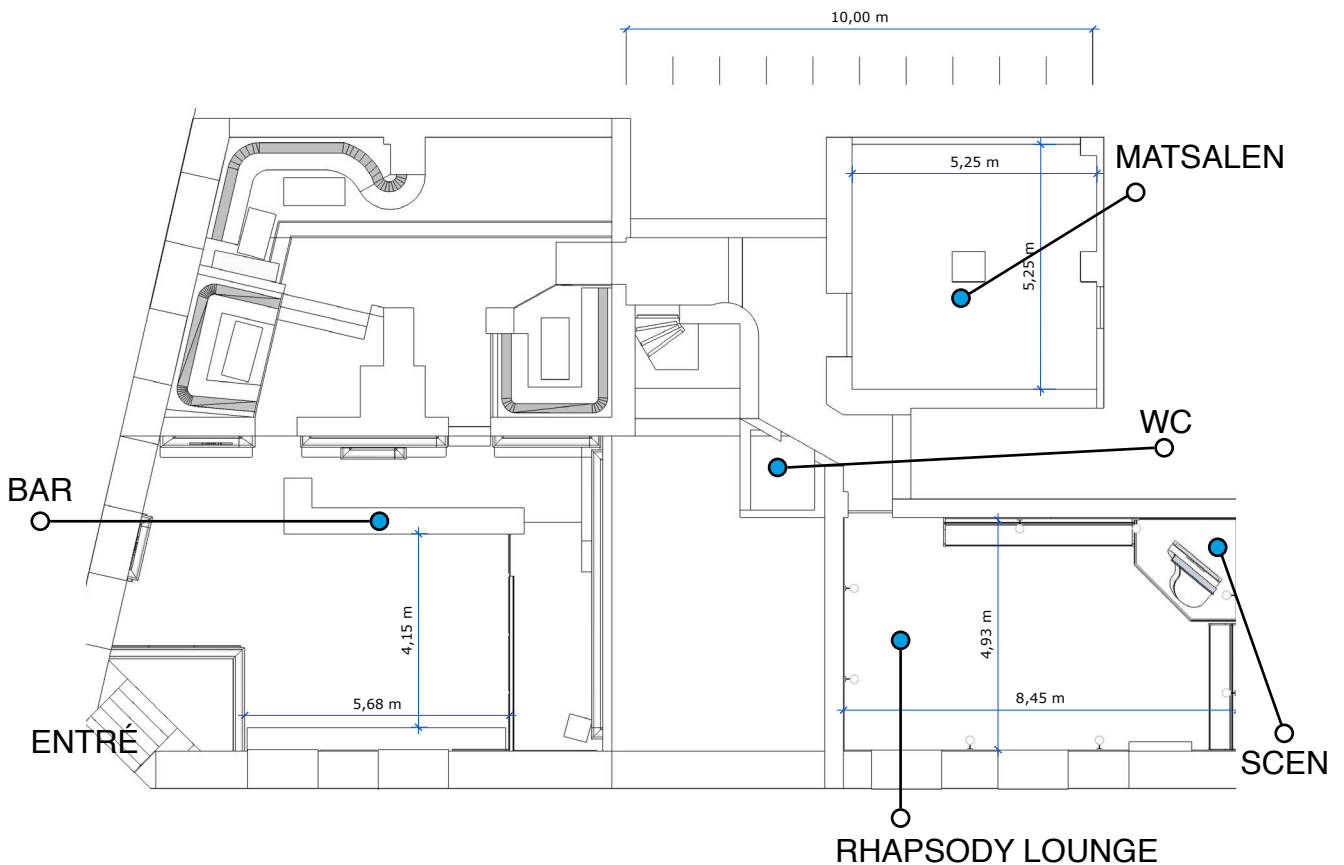 10,00 m
MATSALEN
5,25 m
5,25 m
WC
BAR
4,15 m
4,93 m
5,68 m
8,45 m
ENTRÉ
SCEN
RHAPSODY LOUNGE